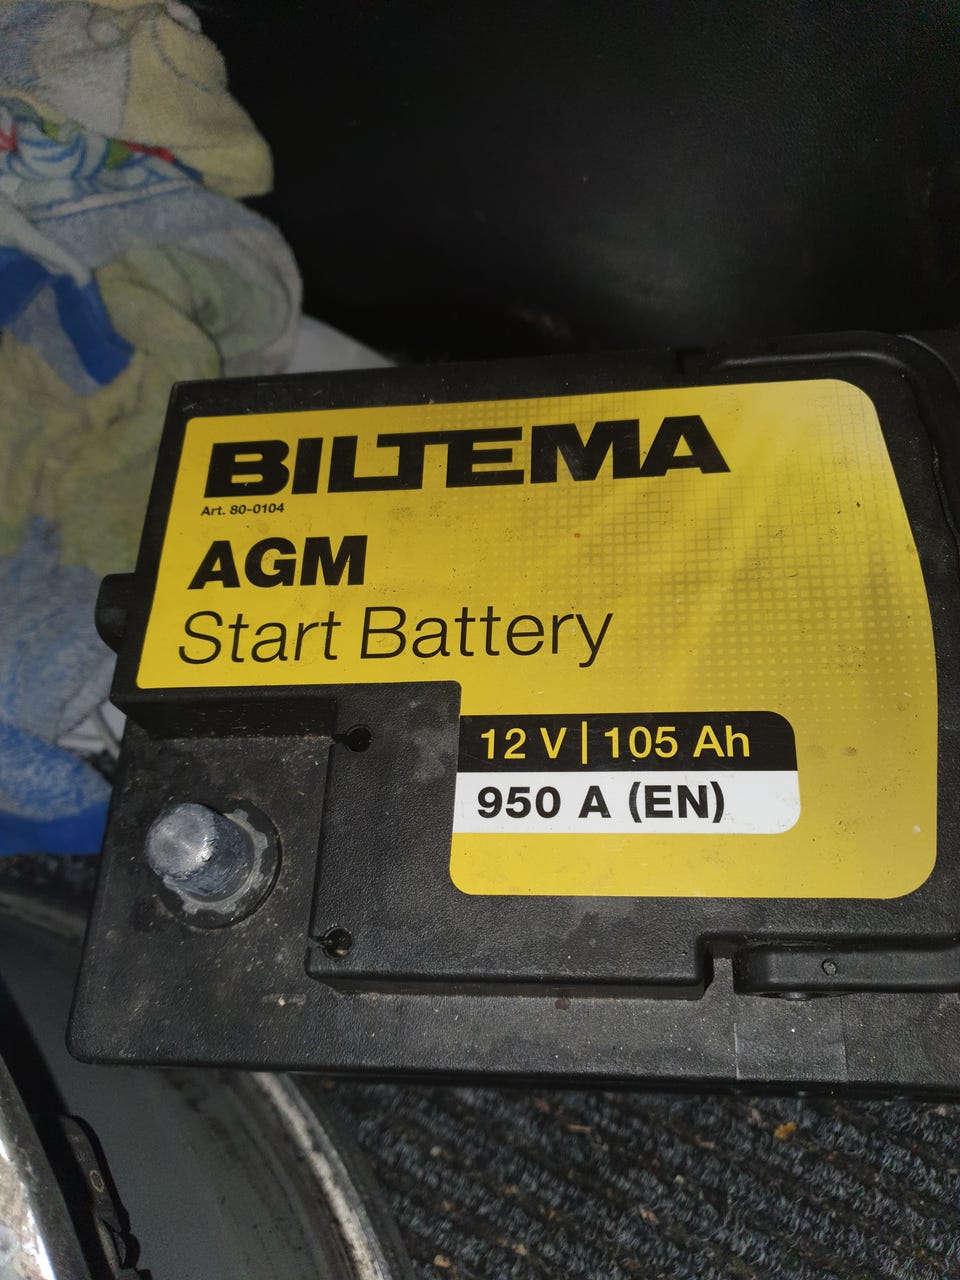 BILTEMA
Art. 80-0104
AGM
Start Battery
12 V | 105 Ah
950 A (EN)